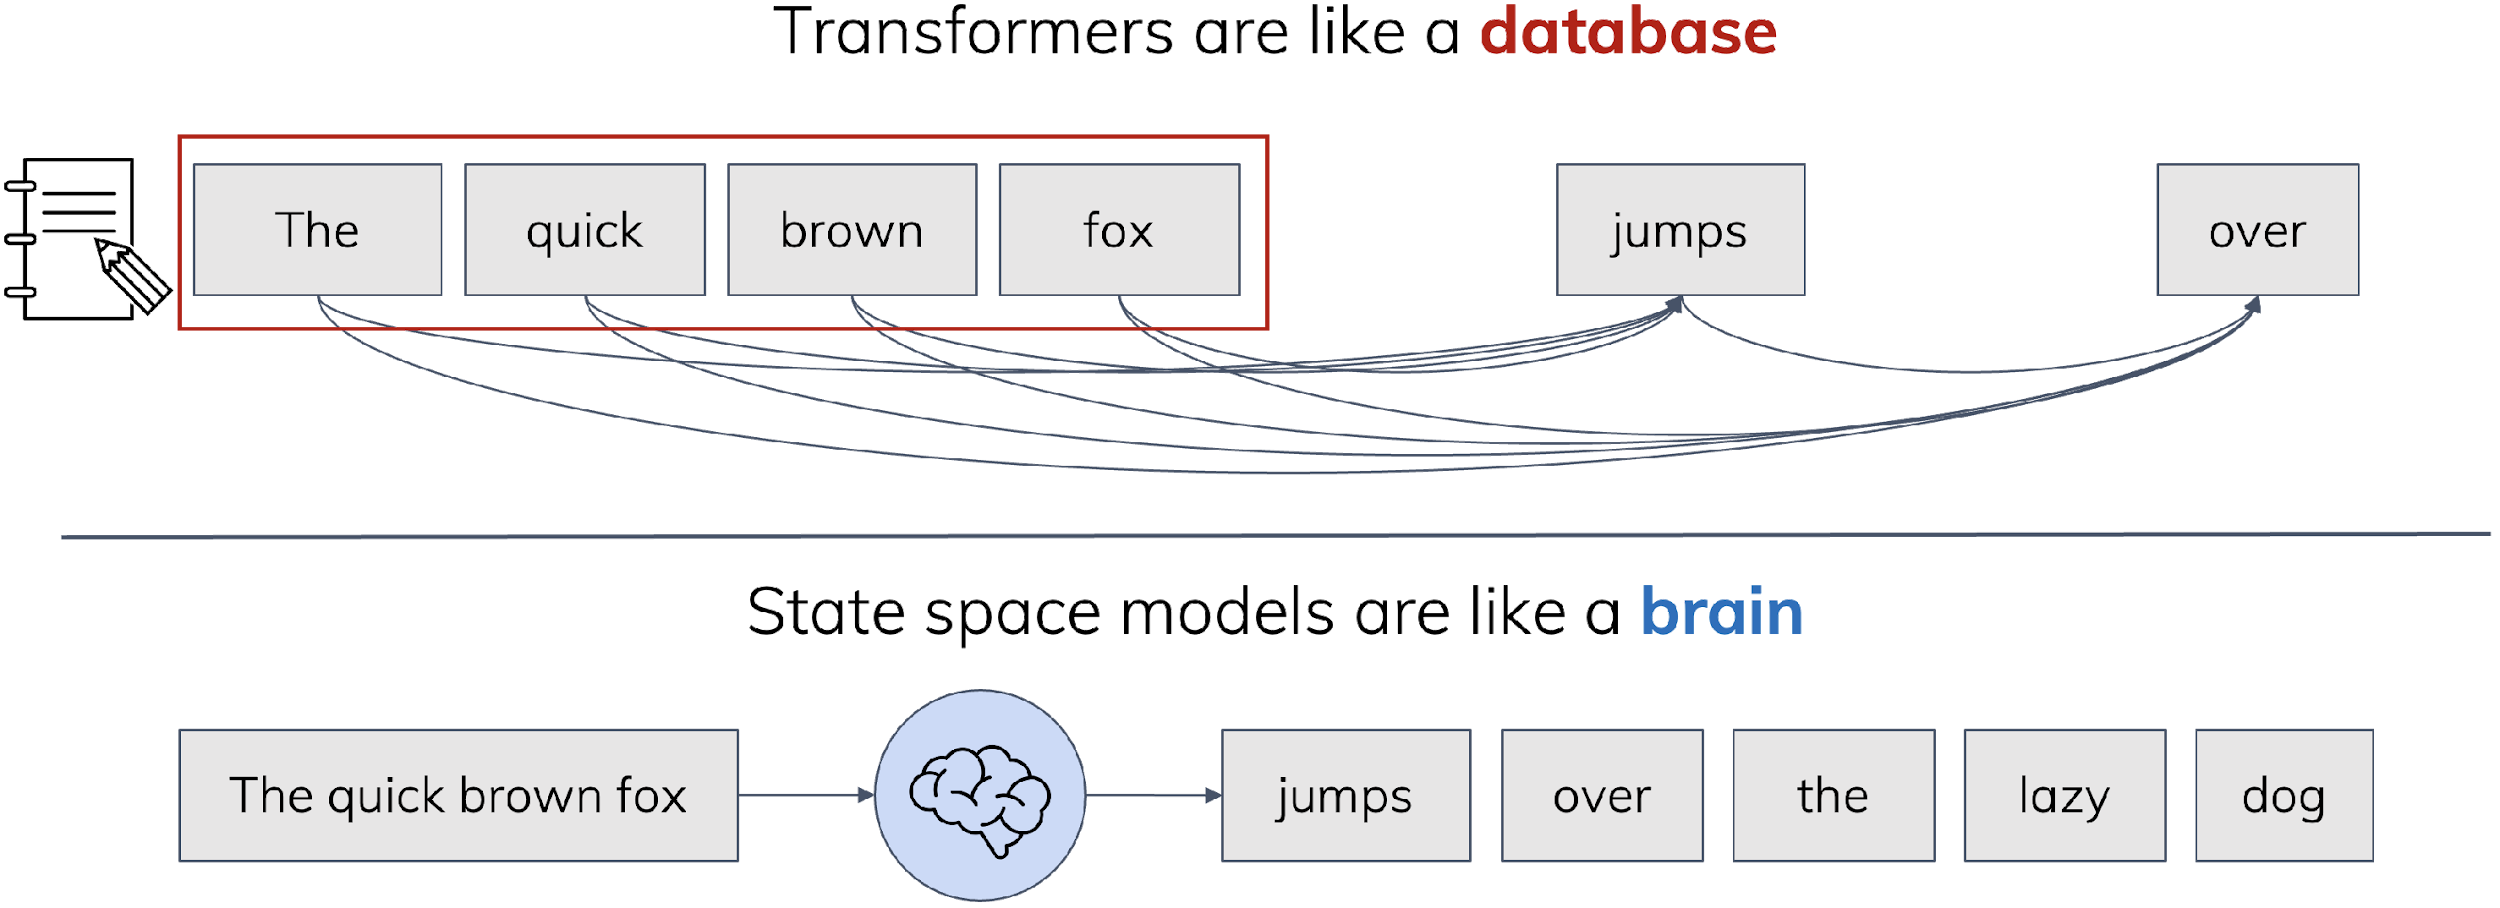 Transformers are like a database
The quick brown fox jumps over
State space models are like a brain
The quick brown fox jumps over the lazy dog